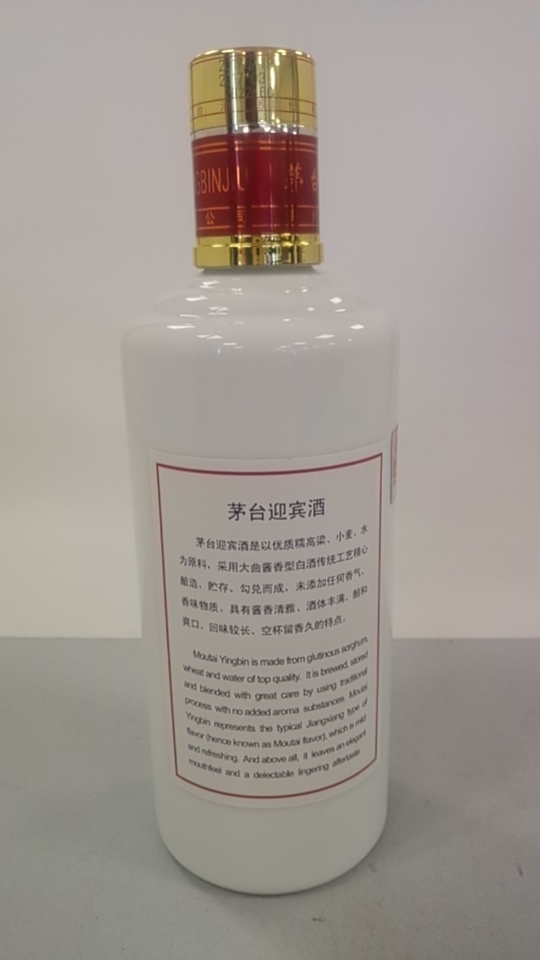 GBINJIU 茅台
公司
茅台迎宾酒
茅台迎宾酒是以优质糯高粱、小麦、水
为原料，采用大曲酱香型白酒传统工艺精心
酿造、贮存、勾兑而成，未添加任何香气、
香味物质。具有酱香清雅、酒体丰满、醇和
爽口、回味较长、空杯留香久的特点。
Moutai Yingbin is made from glutinous sorghum,
wheat and water of top quality. It is brewed, stored
and blended with great care by using traditional
process with no added aroma substances. Moutai
Yingbin represents the typical Jiangxiang type of
flavor (hence known as Moutai flavor), which is mild
and refreshing. And above all, it leaves an elegant
mouthfeel and a delectable lingering aftertaste.